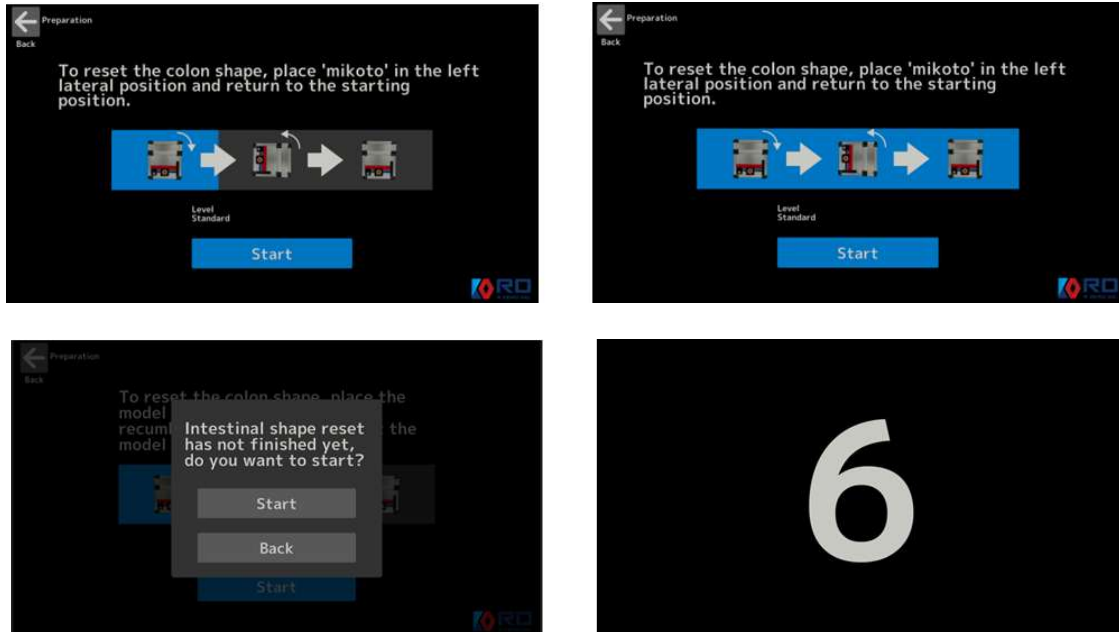 Preparation
Back
To reset the colon shape, place 'mikoto' in the left
lateral position and return to the starting
position.
Level
Standard
Start
RD
Preparation
Back
To reset the colon shape, place 'mikoto' in the left
lateral position and return to the starting
position.
Level
Standard
Start
RD
Preparation
Back
To reset the colon shape, place the
model
the
model
Intestinal shape reset
has not finished yet,
do you want to start?
Start
Back
Start
RD
6